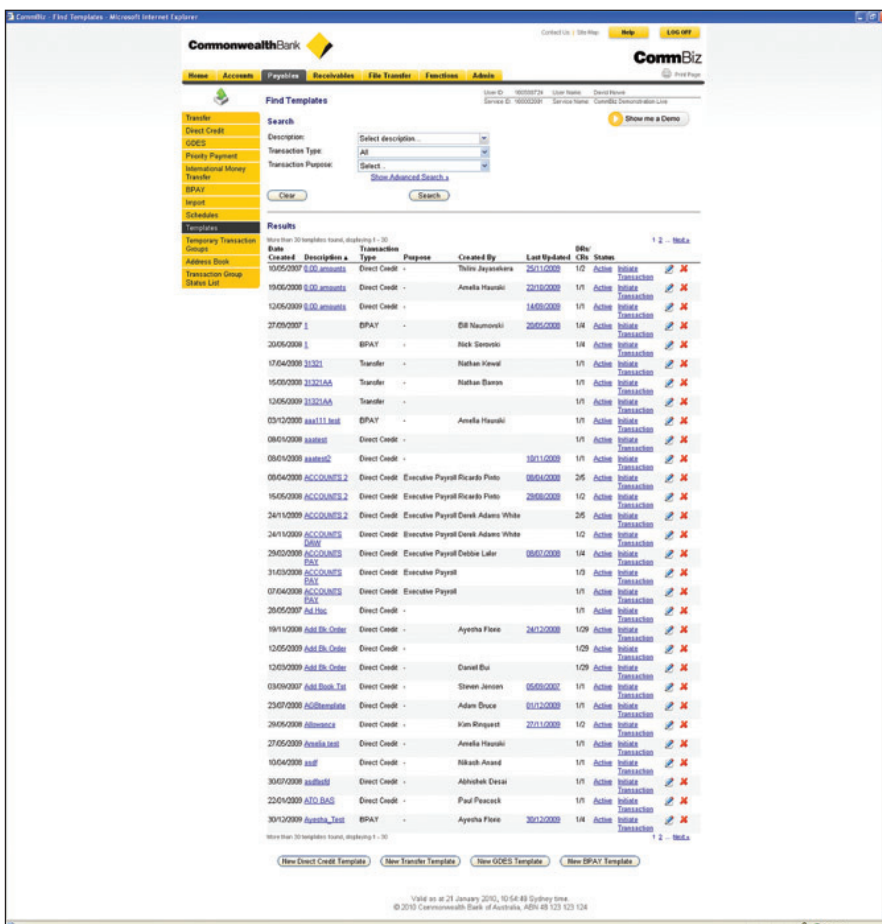 CommBiz - Find Templates - Microsoft Internet Explorer
Contact Us | Site Map Help LOG OFF
CommonwealthBank
CommBiz
Home Accounts Payables Receivables File Transfer Functions Admin Print Page
User Name David Howe
Service Name CommBiz Demonstration Live
Find Templates
Show me a Demo
Transfer
Direct Credit
GDES
Priority Payment
International Money
Transfer
BPAY
Import
Schedules
Templates
Temporary Transaction
Groups
Address Book
Transaction Group
Status List
Search
Description: Select description...
Transaction Type: All
Transaction Purpose: Select...
Show Advanced Search »
Clear Search
Results
More than 30 templates found, displaying 1 - 30 1 2 ... Next »
Date Created Description ▲ Transaction Type Purpose Created By Last Updated DRs/ CRs Status
10/05/2007 0.00 amounts Direct Credit - Thilini Jayasekera 25/11/2009 1/2 Active Initiate Transaction
19/06/2008 0.00 amounts Direct Credit - Amelia Hauraki 22/10/2009 1/1 Active Initiate Transaction
12/05/2009 0.00 amounts Direct Credit - 14/09/2009 1/1 Active Initiate Transaction
27/09/2007 1 BPAY - Bill Naumovski 20/05/2008 1/4 Active Initiate Transaction
20/05/2008 1 BPAY - Nick Serovski 1/4 Active Initiate Transaction
17/04/2008 31321 Transfer - Nathan Kewal 1/1 Active Initiate Transaction
15/08/2008 31321AA Transfer - Nathan Barron 1/1 Active Initiate Transaction
12/05/2009 31321AA Transfer - 1/1 Active Initiate Transaction
03/12/2008 aaa111 test BPAY - Amelia Hauraki 1/1 Active Initiate Transaction
08/01/2008 aaatest Direct Credit - 1/1 Active Initiate Transaction
08/01/2008 aaatest2 Direct Credit - 10/11/2009 1/1 Active Initiate Transaction
08/04/2008 ACCOUNTS 2 Direct Credit Executive Payroll Ricardo Pinto 08/04/2008 2/5 Active Initiate Transaction
15/05/2008 ACCOUNTS 2 Direct Credit Executive Payroll Ricardo Pinto 29/08/2009 1/2 Active Initiate Transaction
24/11/2009 ACCOUNTS 2 Direct Credit Executive Payroll Derek Adams White 2/5 Active Initiate Transaction
24/11/2009 ACCOUNTS DAW Direct Credit Executive Payroll Derek Adams White 1/2 Active Initiate Transaction
29/02/2008 ACCOUNTS PAY Direct Credit Executive Payroll Debbie Lalor 08/07/2008 1/4 Active Initiate Transaction
31/03/2008 ACCOUNTS PAY Direct Credit Executive Payroll 1/3 Active Initiate Transaction
07/04/2008 ACCOUNTS PAY Direct Credit Executive Payroll 1/1 Active Initiate Transaction
28/05/2007 Ad Hoc Direct Credit - 1/1 Active Initiate Transaction
19/11/2008 Add Bk Order Direct Credit - Ayesha Florio 24/12/2008 1/29 Active Initiate Transaction
12/05/2009 Add Bk Order Direct Credit - 1/29 Active Initiate Transaction
12/03/2009 Add Bk Order Direct Credit - Daniel Bui 1/29 Active Initiate Transaction
03/09/2007 Add Book Tst Direct Credit - Steven Jensen 05/09/2007 1/1 Active Initiate Transaction
23/07/2008 AGBtemplate Direct Credit - Adam Bruce 01/12/2009 1/1 Active Initiate Transaction
29/05/2008 Allowance Direct Credit - Kim Ringuest 27/11/2009 1/2 Active Initiate Transaction
27/05/2009 Amelia test Direct Credit - Amelia Hauraki 1/1 Active Initiate Transaction
10/04/2008 asdf Direct Credit - Nikash Anand 1/1 Active Initiate Transaction
30/07/2008 Direct Credit - Abhishek Desai 1/1 Active Initiate Transaction
22/01/2009 ATO BAS Direct Credit - Paul Peacock 1/1 Active Initiate Transaction
30/12/2009 Ayesha_Test BPAY - Ayesha Florio 30/12/2009 1/4 Active Initiate Transaction
More than 30 templates found, displaying 1 - 30 1 2 ... Next »
New Direct Credit Template New Transfer Template New GDES Template New BPAY Template
Valid as at 21 January 2010, 10:54:48 Sydney time.
© 2010 Commonwealth Bank of Australia, ABN 48 123 123 124